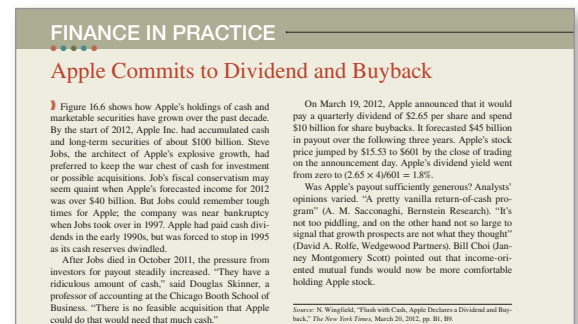 FINANCE IN PRACTICE
Apple Commits to Dividend and Buyback
Figure 16.6 shows how Apple's holdings of cash and
marketable securities have grown over the past decade.
By the start of 2012, Apple Inc. had accumulated cash
and long-term securities of about $100 billion. Steve
Jobs, the architect of Apple's explosive growth, had
preferred to keep the war chest of cash for investment
or possible acquisitions. Job's fiscal conservatism may
seem quaint when Apple's forecasted income for 2012
was over $40 billion. But Jobs could remember tough
times for Apple; the company was near bankruptcy
when Jobs took over in 1997. Apple had paid cash divi-
dends in the early 1990s, but was forced to stop in 1995
as its cash reserves dwindled.
After Jobs died in October 2011, the pressure from
investors for payout steadily increased. "They have a
ridiculous amount of cash," said Douglas Skinner, a
professor of accounting at the Chicago Booth School of
Business. "There is no feasible acquisition that Apple
could do that would need that much cash."
On March 19, 2012, Apple announced that it would
pay a quarterly dividend of $2.65 per share and spend
$10 billion for share buybacks. It forecasted $45 billion
in payout over the following three years. Apple's stock
price jumped by $15.53 to $601 by the close of trading
on the announcement day. Apple's dividend yield went
from zero to (2.65 × 4)/601 = 1.8%.
Was Apple's payout sufficiently generous? Analysts'
opinions varied. "A pretty vanilla return-of-cash pro-
gram" (A. M. Sacconaghi, Bernstein Research). "It's
not too piddling, and on the other hand not so large to
signal that growth prospects are not what they thought"
(David A. Rolfe, Wedgewood Partners). Bill Choi (Jan-
ney Montgomery Scott) pointed out that income-ori-
ented mutual funds would now be more comfortable
holding Apple stock.
Source: N. Wingfield, "Flush with Cash, Apple Declares a Dividend and Buy-
back," The New York Times, March 20, 2012, pp. B1, B9.